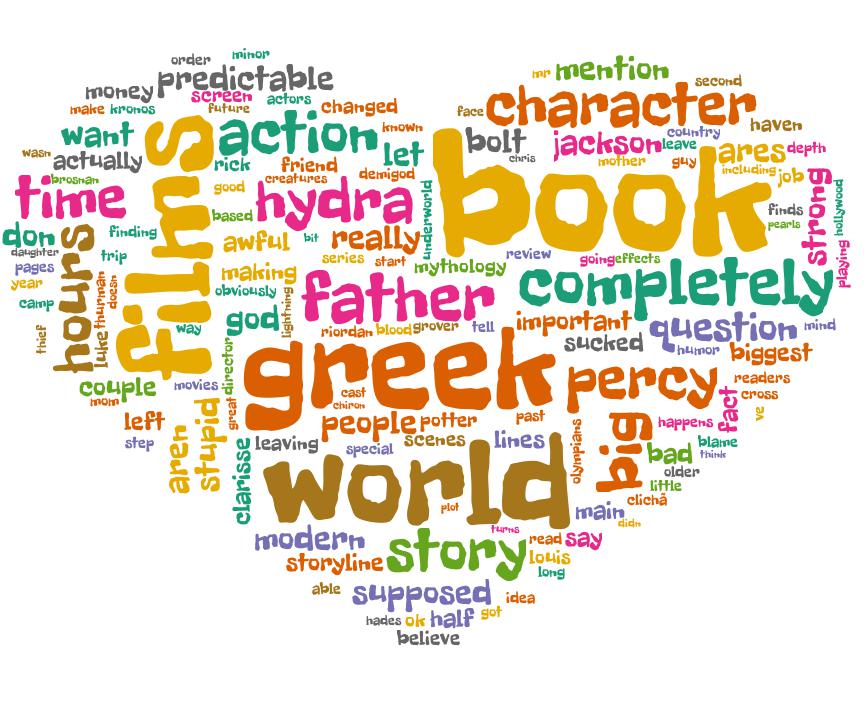 order
minor
money
predictable
mr
mention
second
make
kronos
screen
future
actors
changed
face
character
haven
want
films
action
known
let
book
bolt
chris
jackson
country
leave
mother
guy
ares
depth
wasn
actually
rick
friend
creatures
demigod
including
job
brosnan
time
good
based
hydra
underworld
strong
hollywood
finds
pearls
playing
don
daughter
hours
finding
trip
awful
bit
really
series
start
mythology
review
going
effects
pages
year
camp
luke
thurman
doesn
making
obviously
lightning
father
completely
thief
way
god
director
riordan
blood
grover
tell
important
sucked
question
mind
humor
biggest
greek
percy
readers
cross
couple
mom
movies
great
cast
chiron
past
big
fact
ve
left
step
aren
stupid
people
potter
olympians
happens
blame
think
clarisse
leaving
special
scenes
lines
bad
older
little
clichã
world
plot
main
didn
modern
turns
read
say
storyline
story
louis
long
able
supposed
idea
hades
ok
half
got
believe